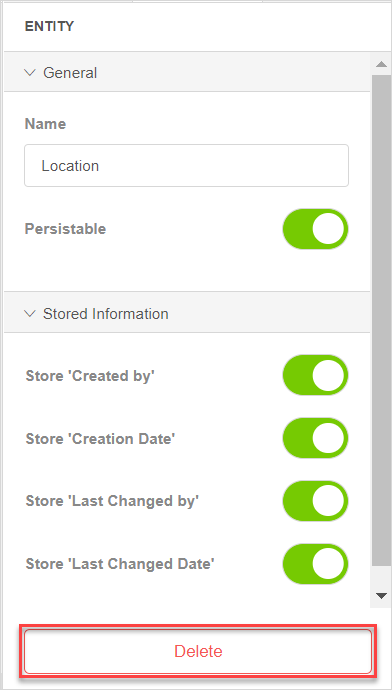 ENTITY
General
Name
Location
Persistable
Stored Information
Store 'Created by'
Store 'Creation Date'
Store 'Last Changed by'
Store 'Last Changed Date'
Delete